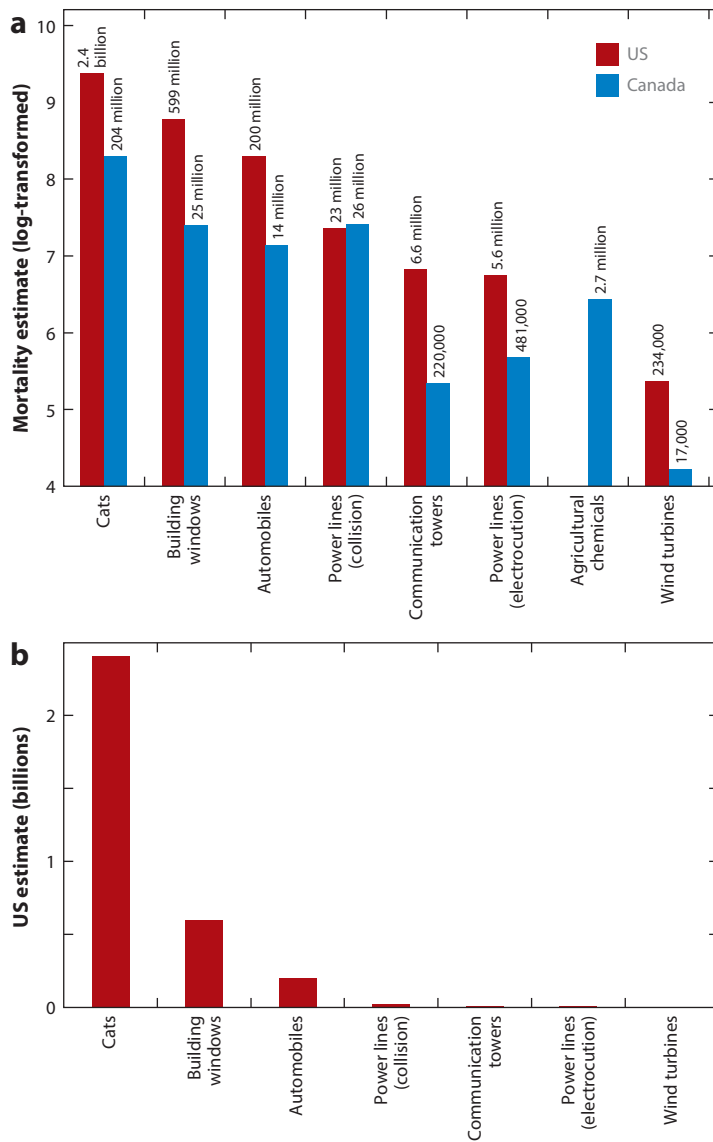 a
10
9
8
7
6
5
4
Mortality estimate (log-transformed)
2.4
billion
204 million
599 million
25 million
200 million
14 million
23 million
26 million
6.6 million
220,000
5.6 million
481,000
2.7 million
234,000
17,000
US
Canada
Cats
Building
windows
Automobiles
Power lines
(collision)
Communication
towers
Power lines
(electrocution)
Agricultural
chemicals
Wind turbines
b
2
1
0
US estimate (billions)
Cats
Building
windows
Automobiles
Power lines
(collision)
Communication
towers
Power lines
(electrocution)
Wind turbines